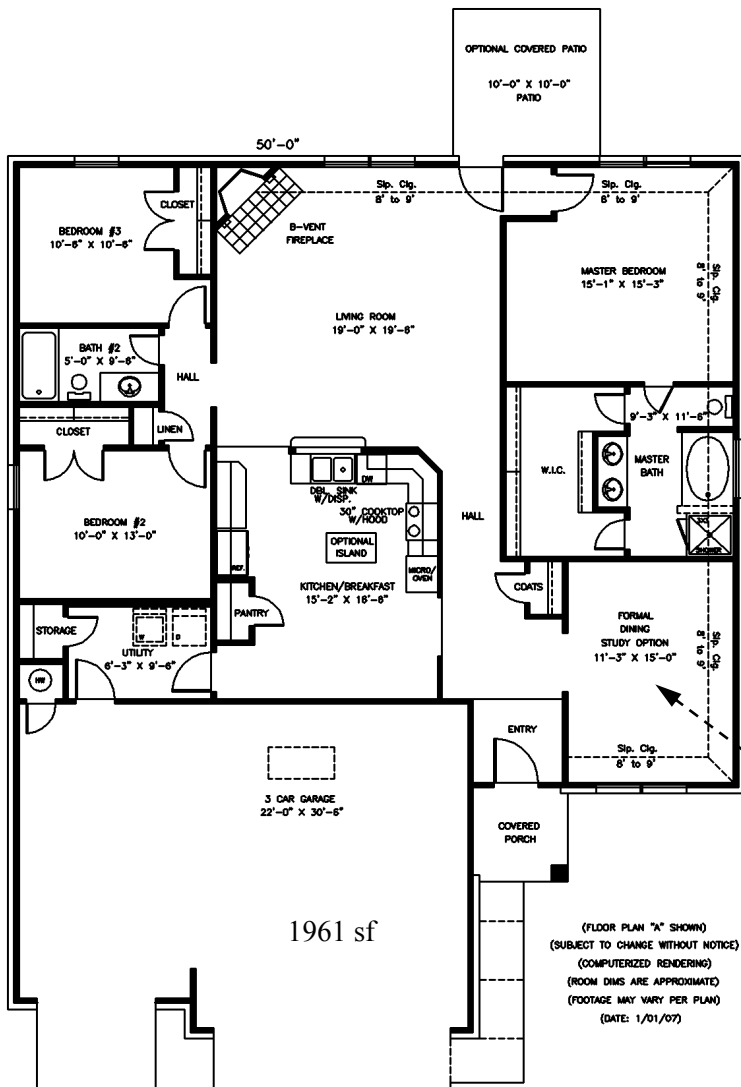 OPTIONAL COVERED PATIO
10'-0" X 10'-0"
PATIO
50'-0"
Slp. Clg.
8' to 9'
Slp. Clg.
8' to 9'
CLOSET
B-VENT
FIREPLACE
BEDROOM #3
10'-6" X 10'-6"
MASTER BEDROOM
15'-1" X 15'-3"
Slp. Clg.
8' to 9'
LIVING ROOM
19'-0" X 19'-6"
BATH #2
5'-0" X 9'-6"
HALL
9'-3" X 11'-6"
LINEN
CLOSET
W.I.C.
MASTER
BATH
DBL. SINK
W/DISP.
DW
30" COOKTOP
W/HOOD
BEDROOM #2
10'-0" X 13'-0"
HALL
OPTIONAL
ISLAND
SHOWER
REF.
MICRO/
OVEN
KITCHEN/BREAKFAST
15'-2" X 16'-6"
COATS
PANTRY
FORMAL
DINING
STUDY OPTION
11'-3" X 15'-0"
Slp. Clg.
8' to 9'
STORAGE
W
D
UTILITY
6'-3" X 9'-6"
HW
ENTRY
Slp. Clg.
8' to 9'
3 CAR GARAGE
22'-0" X 30'-6"
COVERED
PORCH
1961 sf
(FLOOR PLAN "A" SHOWN)
(SUBJECT TO CHANGE WITHOUT NOTICE)
(COMPUTERIZED RENDERING)
(ROOM DIMS ARE APPROXIMATE)
(FOOTAGE MAY VARY PER PLAN)
(DATE: 1/01/07)